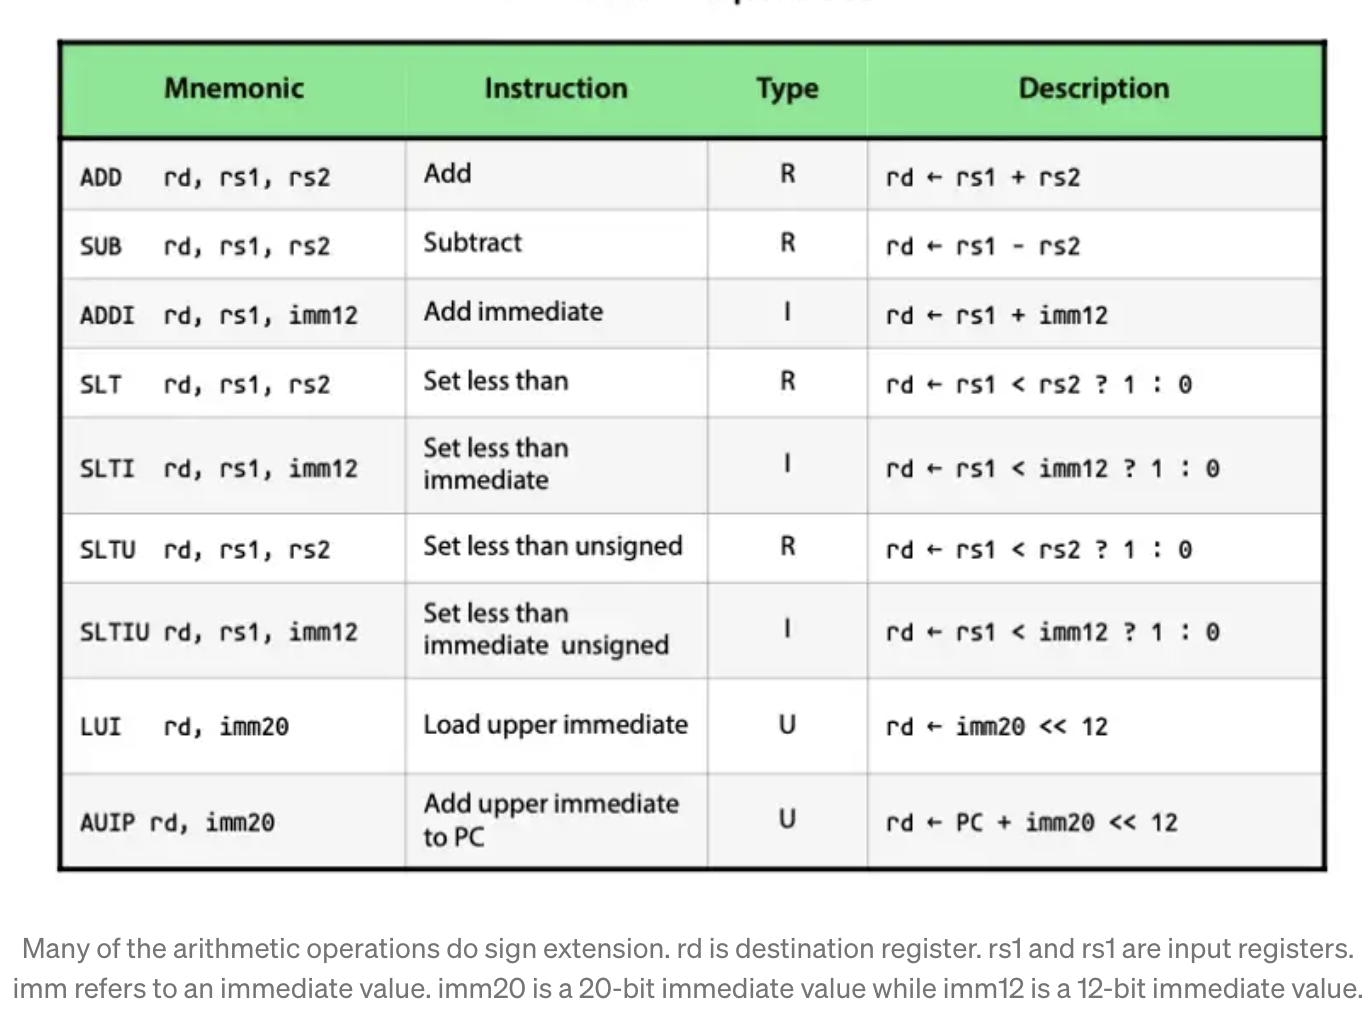 Mnemonic Instruction Type Description
ADD rd, rs1, rs2 Add R rd ← rs1 + rs2
SUB rd, rs1, rs2 Subtract R rd ← rs1 - rs2
ADDI rd, rs1, imm12 Add immediate I rd ← rs1 + imm12
SLT rd, rs1, rs2 Set less than R rd ← rs1 < rs2 ? 1 : 0
SLTI rd, rs1, imm12 Set less than
immediate I rd ← rs1 < imm12 ? 1 : 0
SLTU rd, rs1, rs2 Set less than unsigned R rd ← rs1 < rs2 ? 1 : 0
SLTIU rd, rs1, imm12 Set less than
immediate unsigned I rd ← rs1 < imm12 ? 1 : 0
LUI rd, imm20 Load upper immediate U rd ← imm20 << 12
AUIP rd, imm20 Add upper immediate
to PC U rd ← PC + imm20 << 12
Many of the arithmetic operations do sign extension. rd is destination register. rs1 and rs1 are input registers.
imm refers to an immediate value. imm20 is a 20-bit immediate value while imm12 is a 12-bit immediate value.